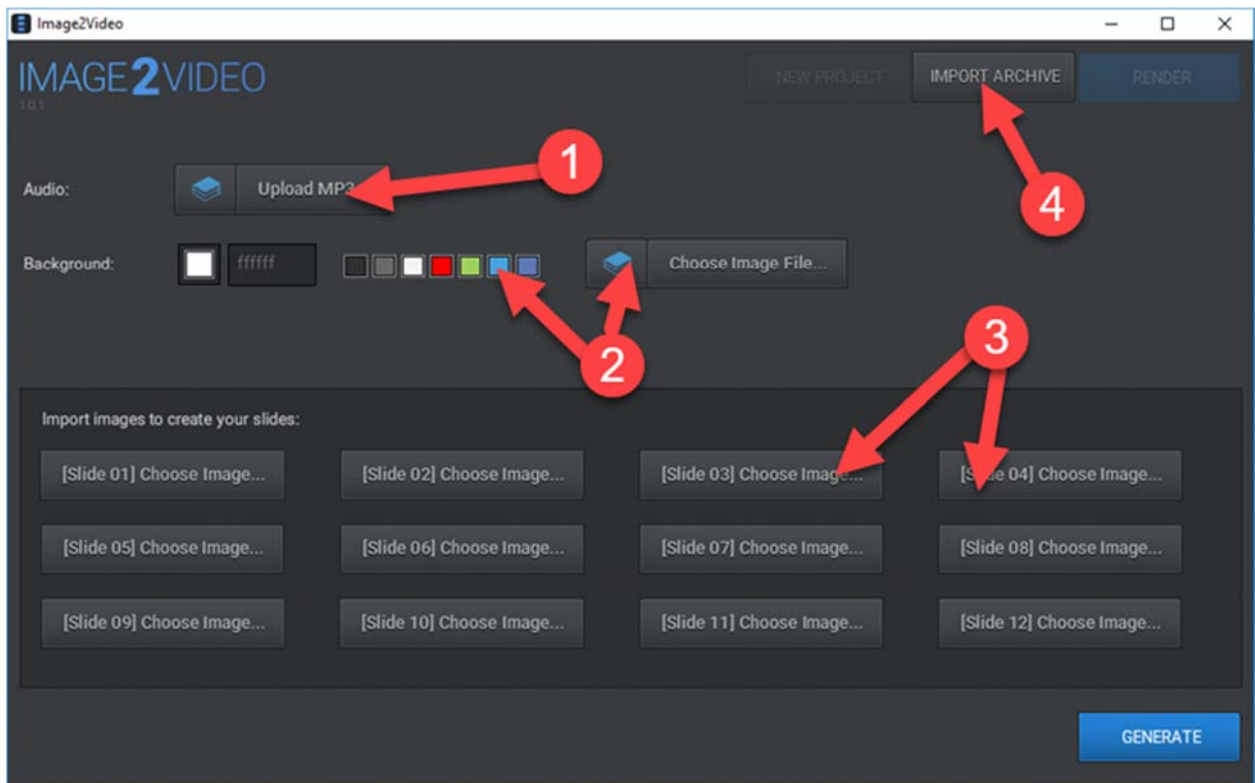 Image2Video
IMAGE2VIDEO
1.0.1
NEW PROJECT
IMPORT ARCHIVE
RENDER
4
1
Audio:
Upload MP3
Background:
ffffff
Choose Image File...
2
3
Import images to create your slides:
[Slide 01] Choose Image...
[Slide 02] Choose Image...
[Slide 03] Choose Image...
[Slide 04] Choose Image...
[Slide 05] Choose Image...
[Slide 06] Choose Image...
[Slide 07] Choose Image...
[Slide 08] Choose Image...
[Slide 09] Choose Image...
[Slide 10] Choose Image...
[Slide 11] Choose Image...
[Slide 12] Choose Image...
GENERATE